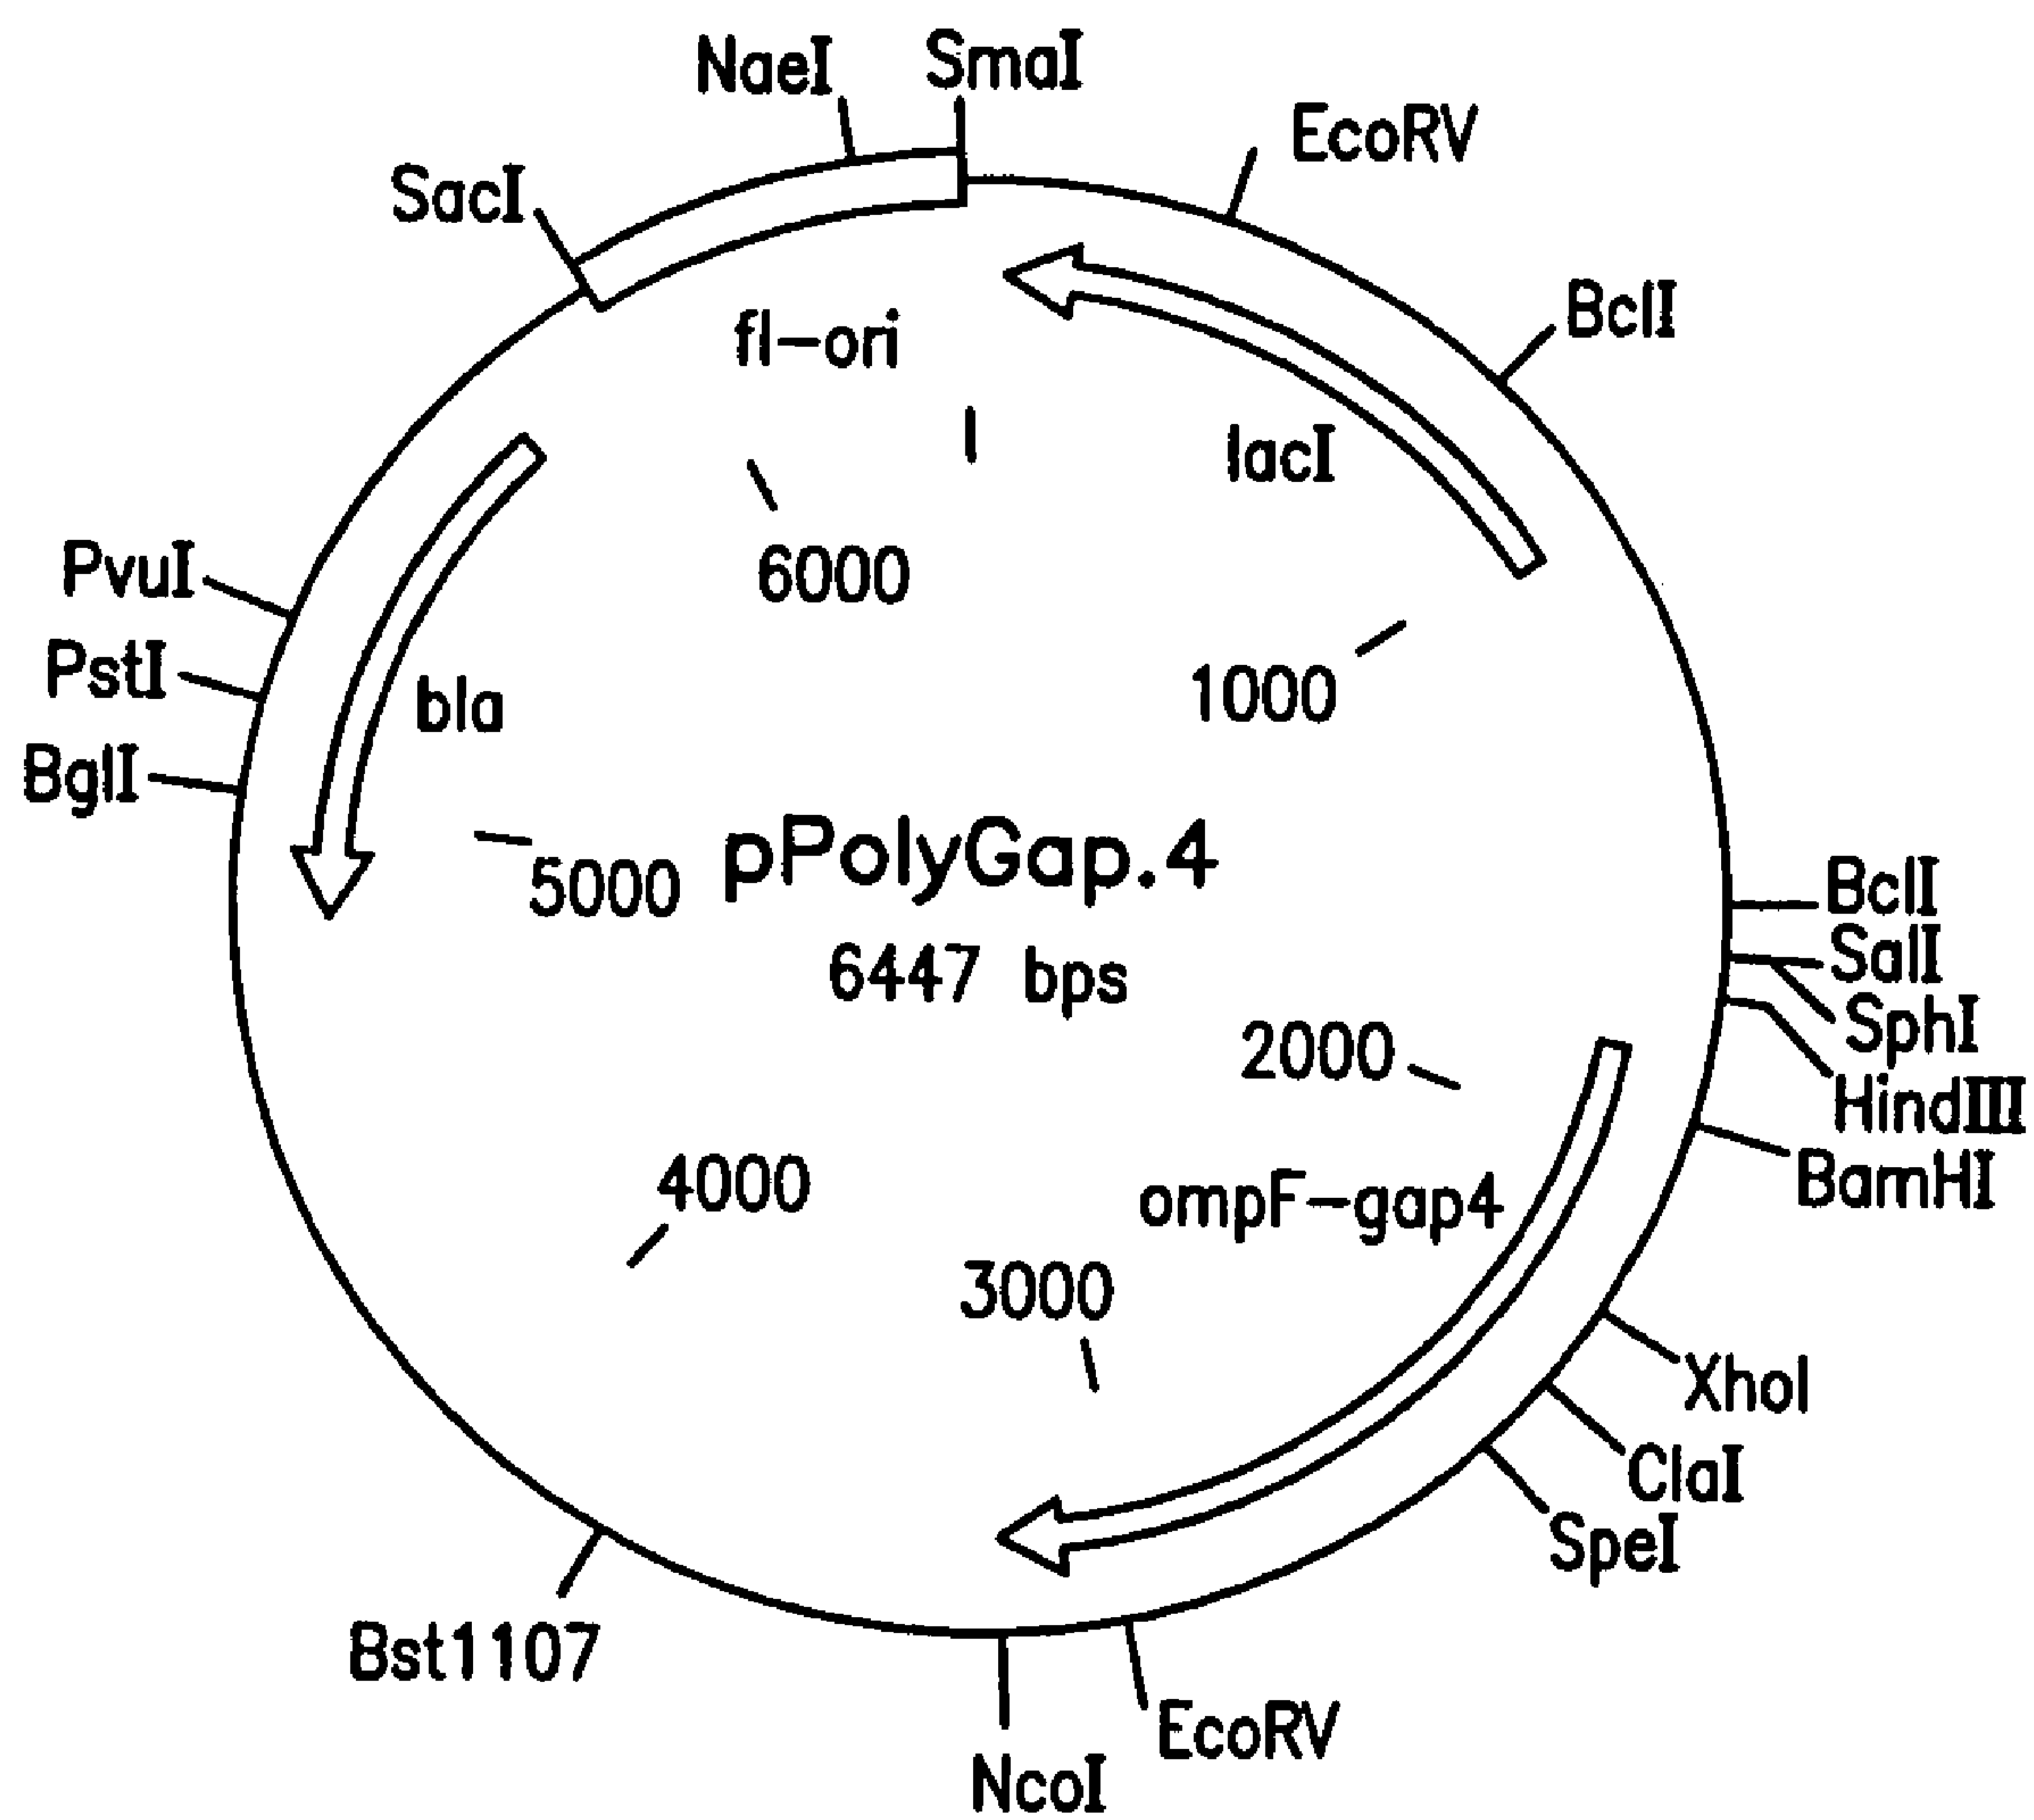 NaeI
SmaI
EcoRV
SacI
BclI
fl-ori
lacI
PvuI
6000
PstI
1000
bla
BglI
pPolyGap.4
5000
BclI
SalI
6447 bps
SphI
2000
HindIII
BamHI
4000
ompF-gap4
3000
XhoI
ClaI
SpeI
Bst1107
EcoRV
NcoI